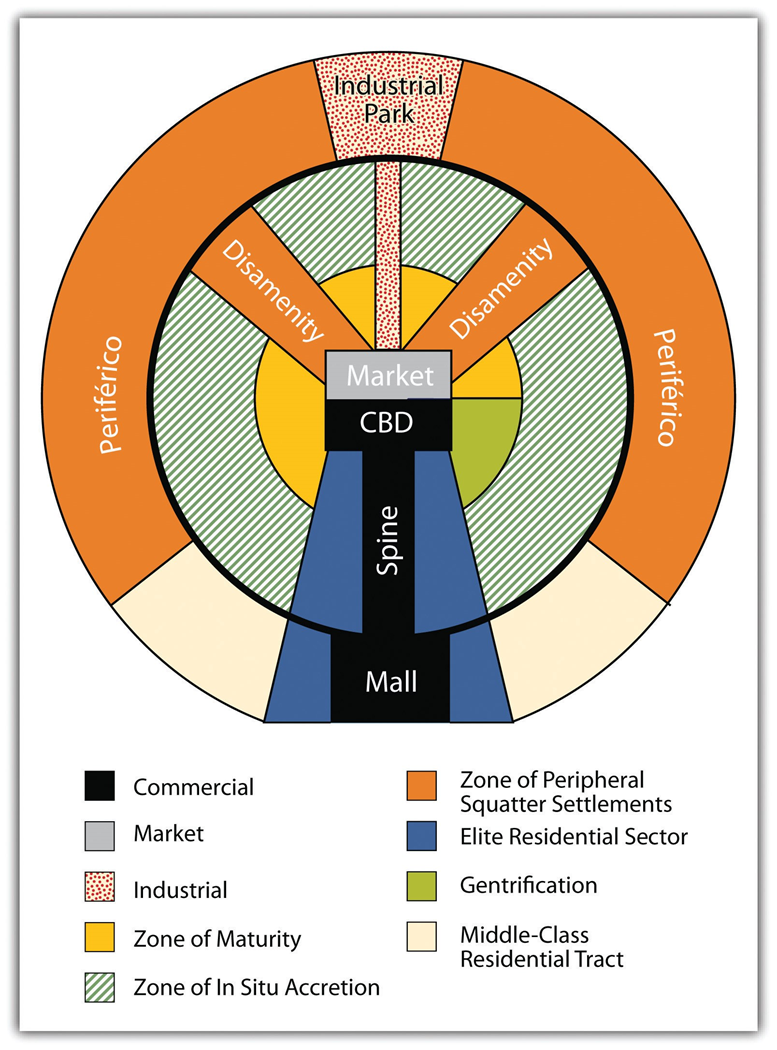 Industrial
Park
Disamenity
Disamenity
Periférico
Periférico
Market
CBD
Spine
Mall
Commercial
Market
Industrial
Zone of Maturity
Zone of In Situ Accretion
Zone of Peripheral
Squatter Settlements
Elite Residential Sector
Gentrification
Middle-Class
Residential Tract